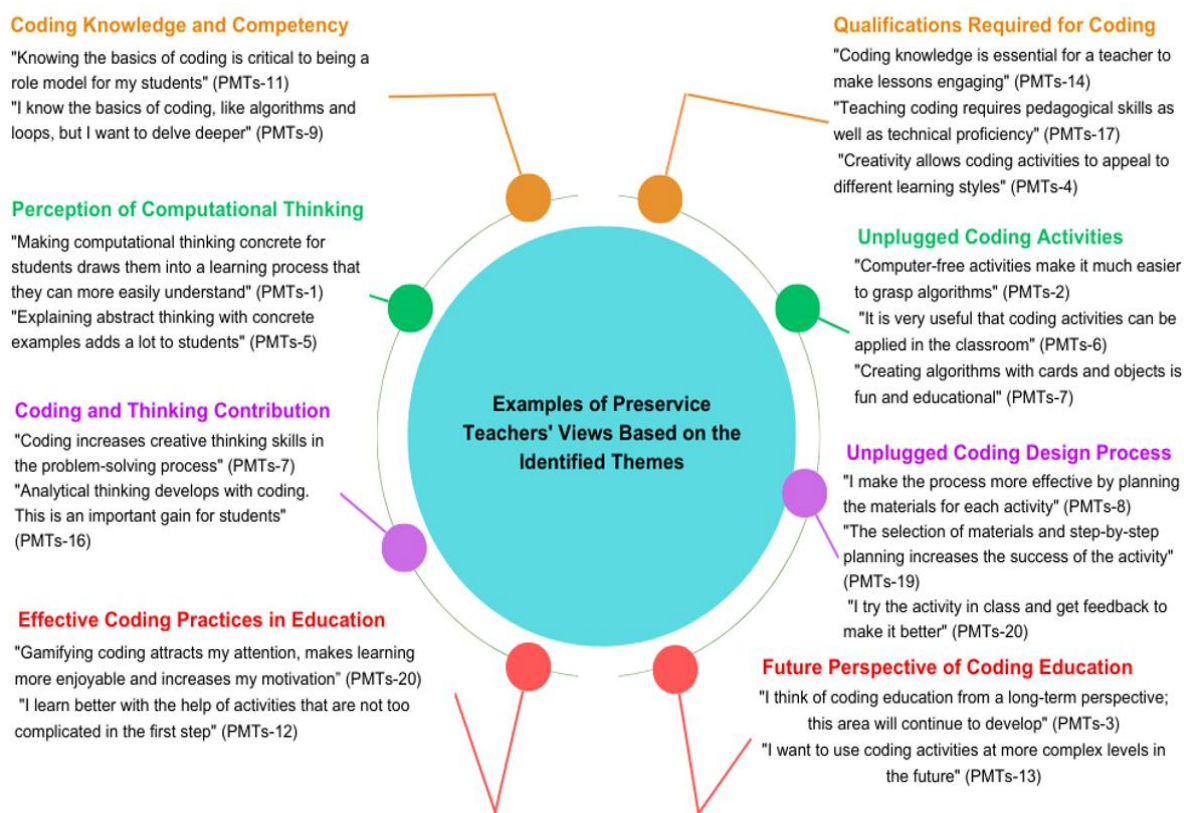 Coding Knowledge and Competency
"Knowing the basics of coding is critical to being a
role model for my students" (PMTs-11)
"I know the basics of coding, like algorithms and
loops, but I want to delve deeper" (PMTs-9)
Perception of Computational Thinking
"Making computational thinking concrete for
students draws them into a learning process that
they can more easily understand" (PMTs-1)
"Explaining abstract thinking with concrete
examples adds a lot to students" (PMTs-5)
Coding and Thinking Contribution
"Coding increases creative thinking skills in
the problem-solving process" (PMTs-7)
"Analytical thinking develops with coding.
This is an important gain for students"
(PMTs-16)
Effective Coding Practices in Education
"Gamifying coding attracts my attention, makes learning
more enjoyable and increases my motivation” (PMTs-20)
"I learn better with the help of activities that are not too
complicated in the first step" (PMTs-12)
Examples of Preservice
Teachers' Views Based on the
Identified Themes
Qualifications Required for Coding
"Coding knowledge is essential for a teacher to
make lessons engaging" (PMTs-14)
"Teaching coding requires pedagogical skills as
well as technical proficiency" (PMTs-17)
"Creativity allows coding activities to appeal to
different learning styles" (PMTs-4)
Unplugged Coding Activities
"Computer-free activities make it much easier
to grasp algorithms" (PMTs-2)
"It is very useful that coding activities can be
applied in the classroom" (PMTs-6)
"Creating algorithms with cards and objects is
fun and educational" (PMTs-7)
Unplugged Coding Design Process
"I make the process more effective by planning
the materials for each activity" (PMTs-8)
"The selection of materials and step-by-step
planning increases the success of the activity"
(PMTs-19)
"I try the activity in class and get feedback to
make it better" (PMTs-20)
Future Perspective of Coding Education
"I think of coding education from a long-term perspective;
this area will continue to develop" (PMTs-3)
"I want to use coding activities at more complex levels in
the future" (PMTs-13)